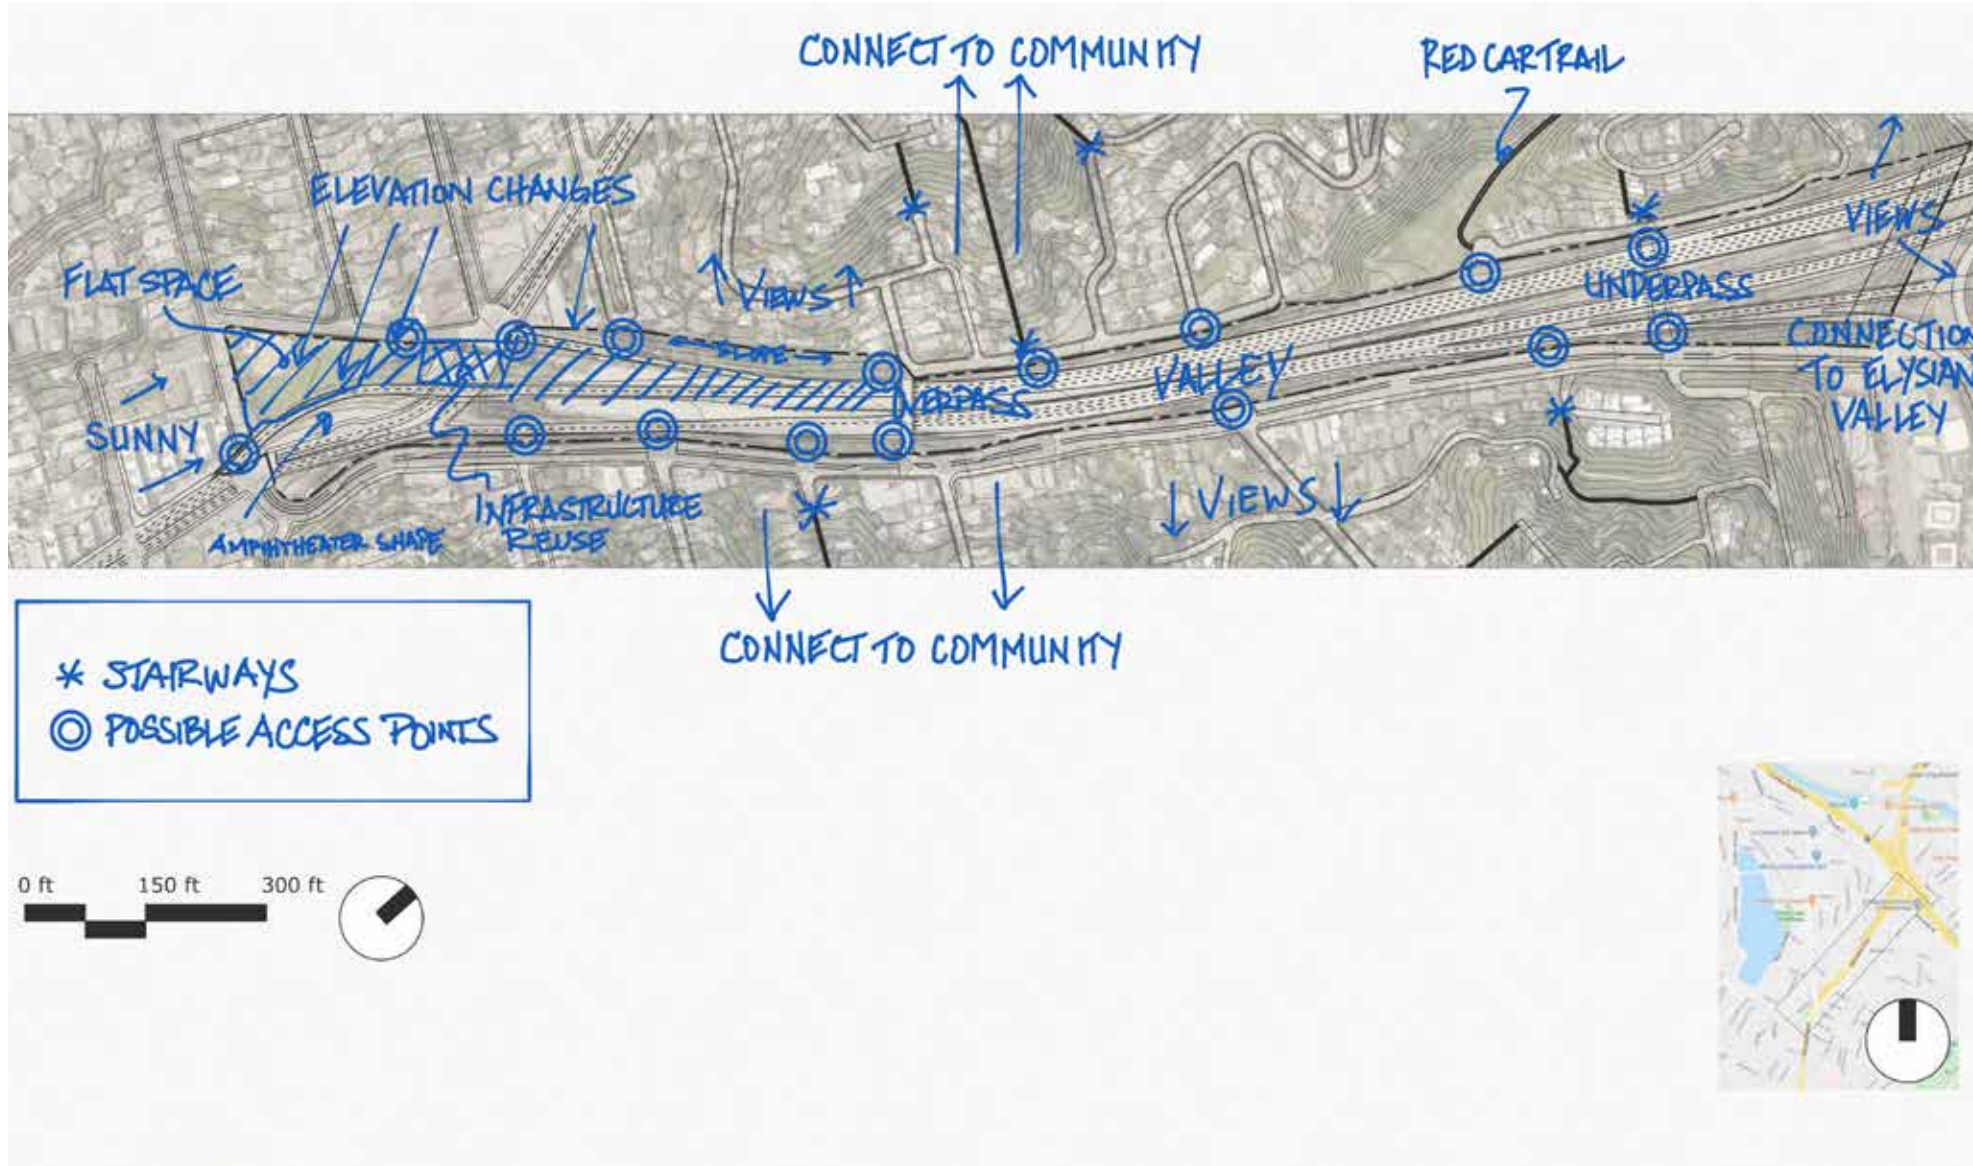 CONNECT TO COMMUNITY
RED CAR TRAIL
ELEVATION CHANGES
VIEWS
FLAT SPACE
VIEWS
UNDERPASS
SLOPE
CONNECTION
TO ELYSIAN
VALLEY
VALLEY
VERPASS
SUNNY
VIEWS
INFRASTRUCTURE
REUSE
AMPHITHEATER SHAPE
CONNECT TO COMMUNITY
STAIRWAYS
POSSIBLE ACCESS POINTS
0 ft 150 ft 300 ft